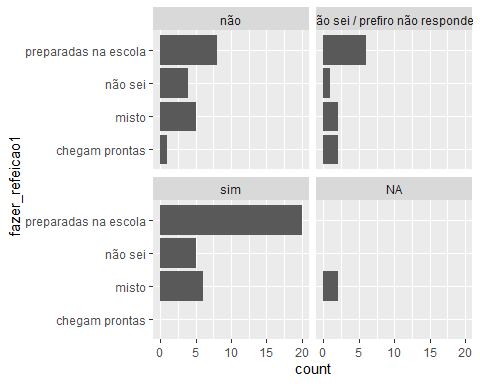 não
ão sei / prefiro não responde
preparadas na escola
não sei
misto
chegam prontas
sim
NA
preparadas na escola
não sei
misto
chegam prontas
0 5 10 15 20
0 5 10 15 20
count
fazer_refeicao1